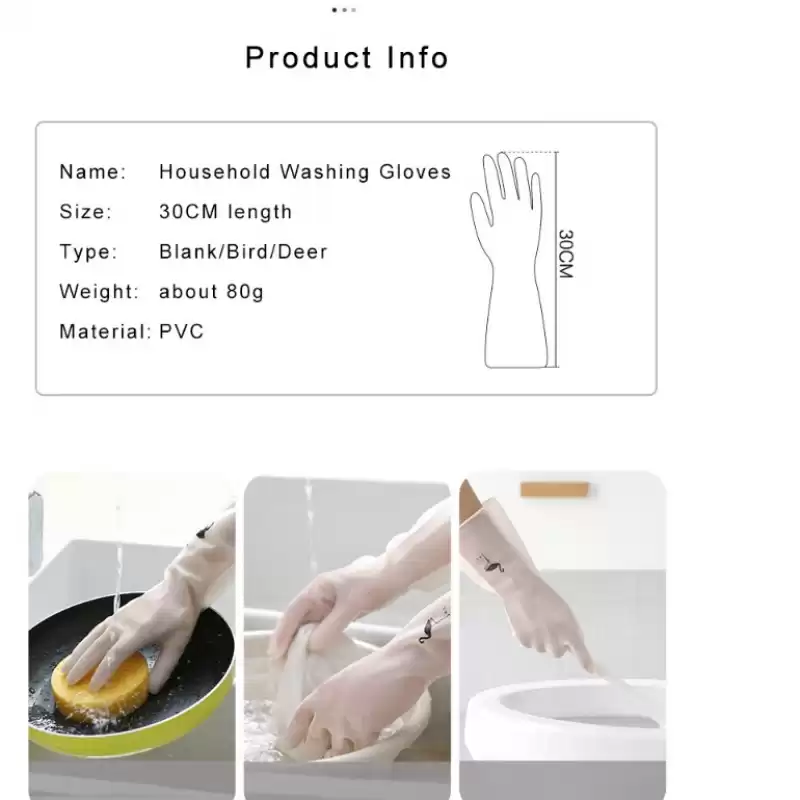 Product Info
Name: Household Washing Gloves
Size: 30CM length
Type: Blank/Bird/Deer
Weight: about 80g
Material: PVC
30CM